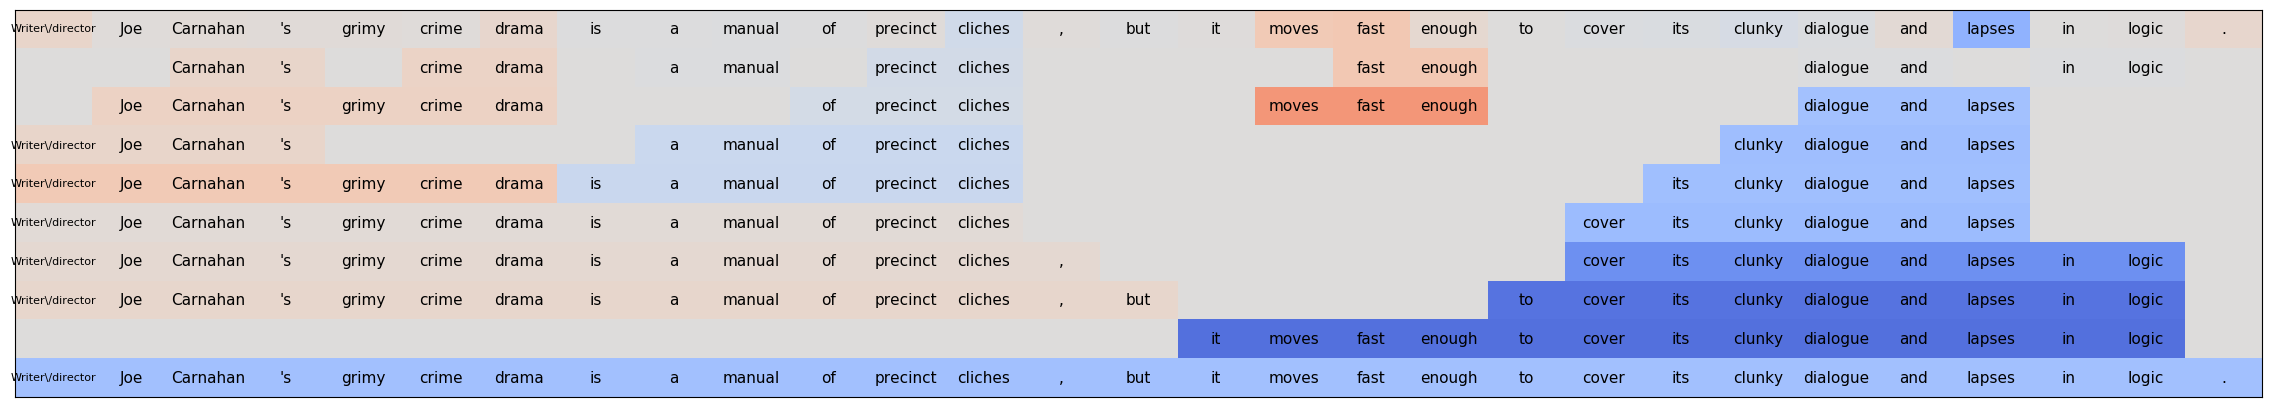 Writer\/director Joe Carnahan 's grimy crime drama is a manual of precinct cliches , but it moves fast enough to cover its clunky dialogue and lapses in logic .
Carnahan 's crime drama a manual precinct cliches fast enough dialogue and in logic
Joe Carnahan 's grimy crime drama of precinct cliches moves fast enough dialogue and lapses
Writer\/director Joe Carnahan 's a manual of precinct cliches clunky dialogue and lapses
Writer\/director Joe Carnahan 's grimy crime drama is a manual of precinct cliches its clunky dialogue and lapses
Writer\/director Joe Carnahan 's grimy crime drama is a manual of precinct cliches cover its clunky dialogue and lapses
Writer\/director Joe Carnahan 's grimy crime drama is a manual of precinct cliches , cover its clunky dialogue and lapses in logic
Writer\/director Joe Carnahan 's grimy crime drama is a manual of precinct cliches , but to cover its clunky dialogue and lapses in logic
it moves fast enough to cover its clunky dialogue and lapses in logic
Writer\/director Joe Carnahan 's grimy crime drama is a manual of precinct cliches , but it moves fast enough to cover its clunky dialogue and lapses in logic .